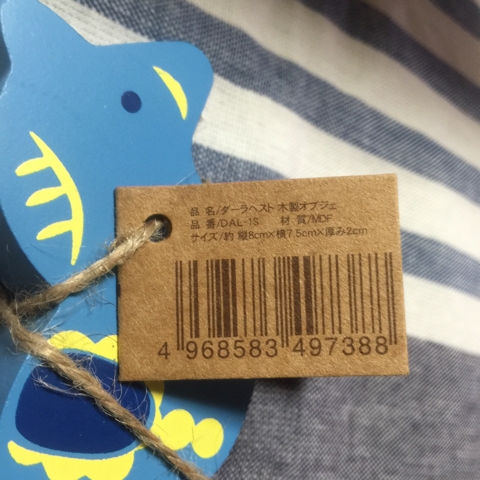 品 名/ダーラヘスト 木製オブジェ
品 番/DAL-1S 材 質/MDF
サイズ/約 縦8cm×横7.5cm×厚み2cm
4 968583 497388